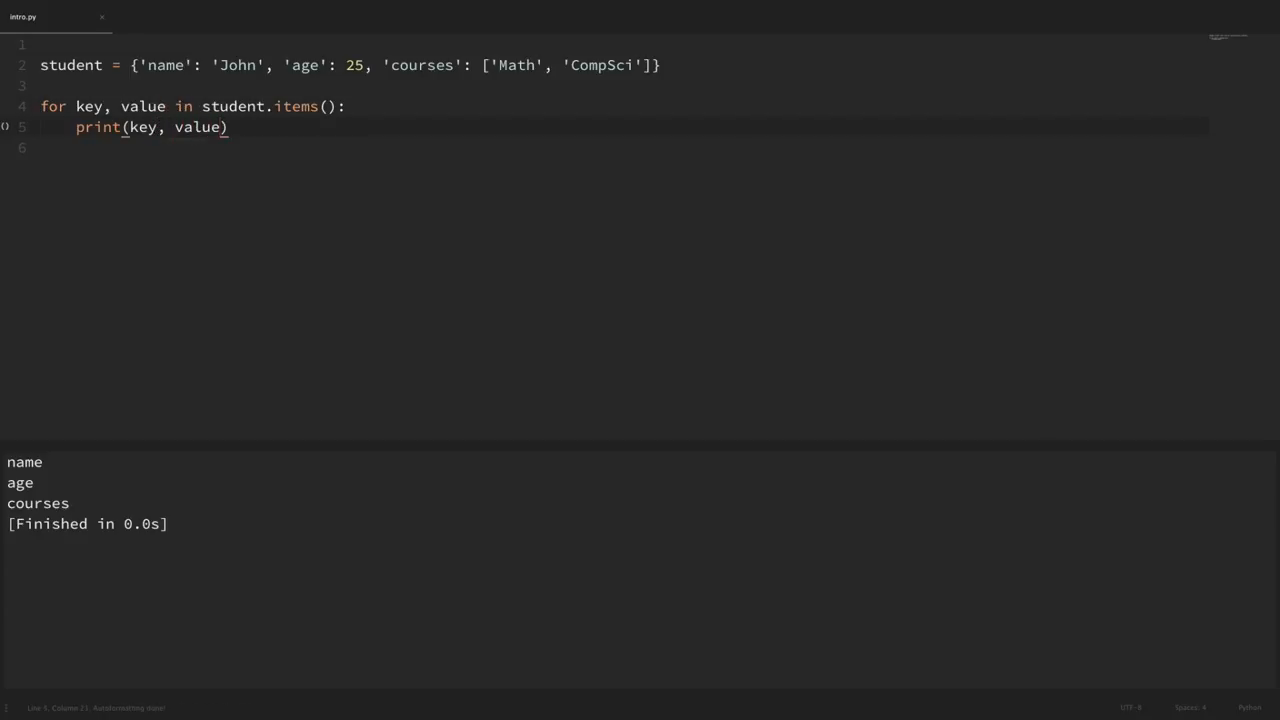 intro.py ×
1
2 student = {'name': 'John', 'age': 25, 'courses': ['Math', 'CompSci']}
3
4 for key, value in student.items():
() 5     print(key, value)
6
name
age
courses
[Finished in 0.0s]
Line 5, Column 23, Autoformatting done! UTF-8 Spaces: 4 Python